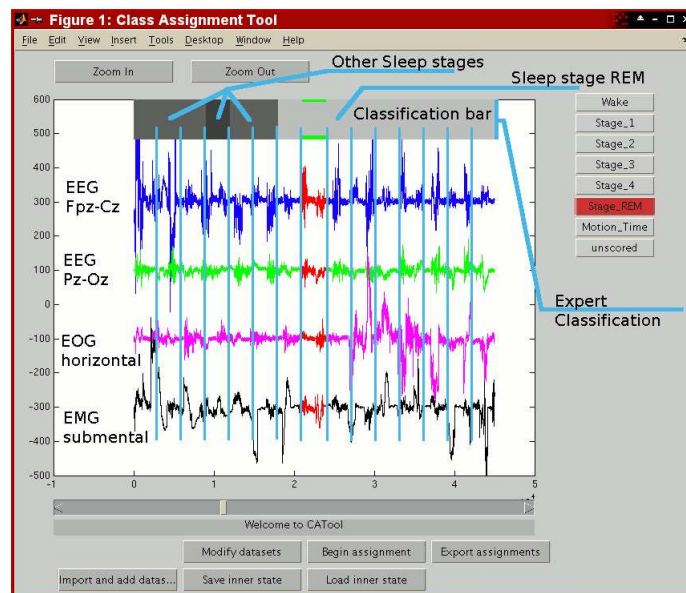 Figure 1: Class Assignment Tool
File Edit View Insert Tools Desktop Window Help
Zoom In
Zoom Out
Other Sleep stages
Sleep stage REM
Classification bar
600
500
400
300
200
100
0
-100
-200
-300
-400
-500
EEG
Fpz-Cz
EEG
Pz-Oz
EOG
horizontal
EMG
submental
Wake
Stage_1
Stage_2
Stage_3
Stage_4
Stage_REM
Motion_Time
unscored
Expert
Classification
-1 0 1 2 3 4 5
Welcome to CATool
Modify datasets
Begin assignment
Export assignments
Import and add datas...
Save inner state
Load inner state